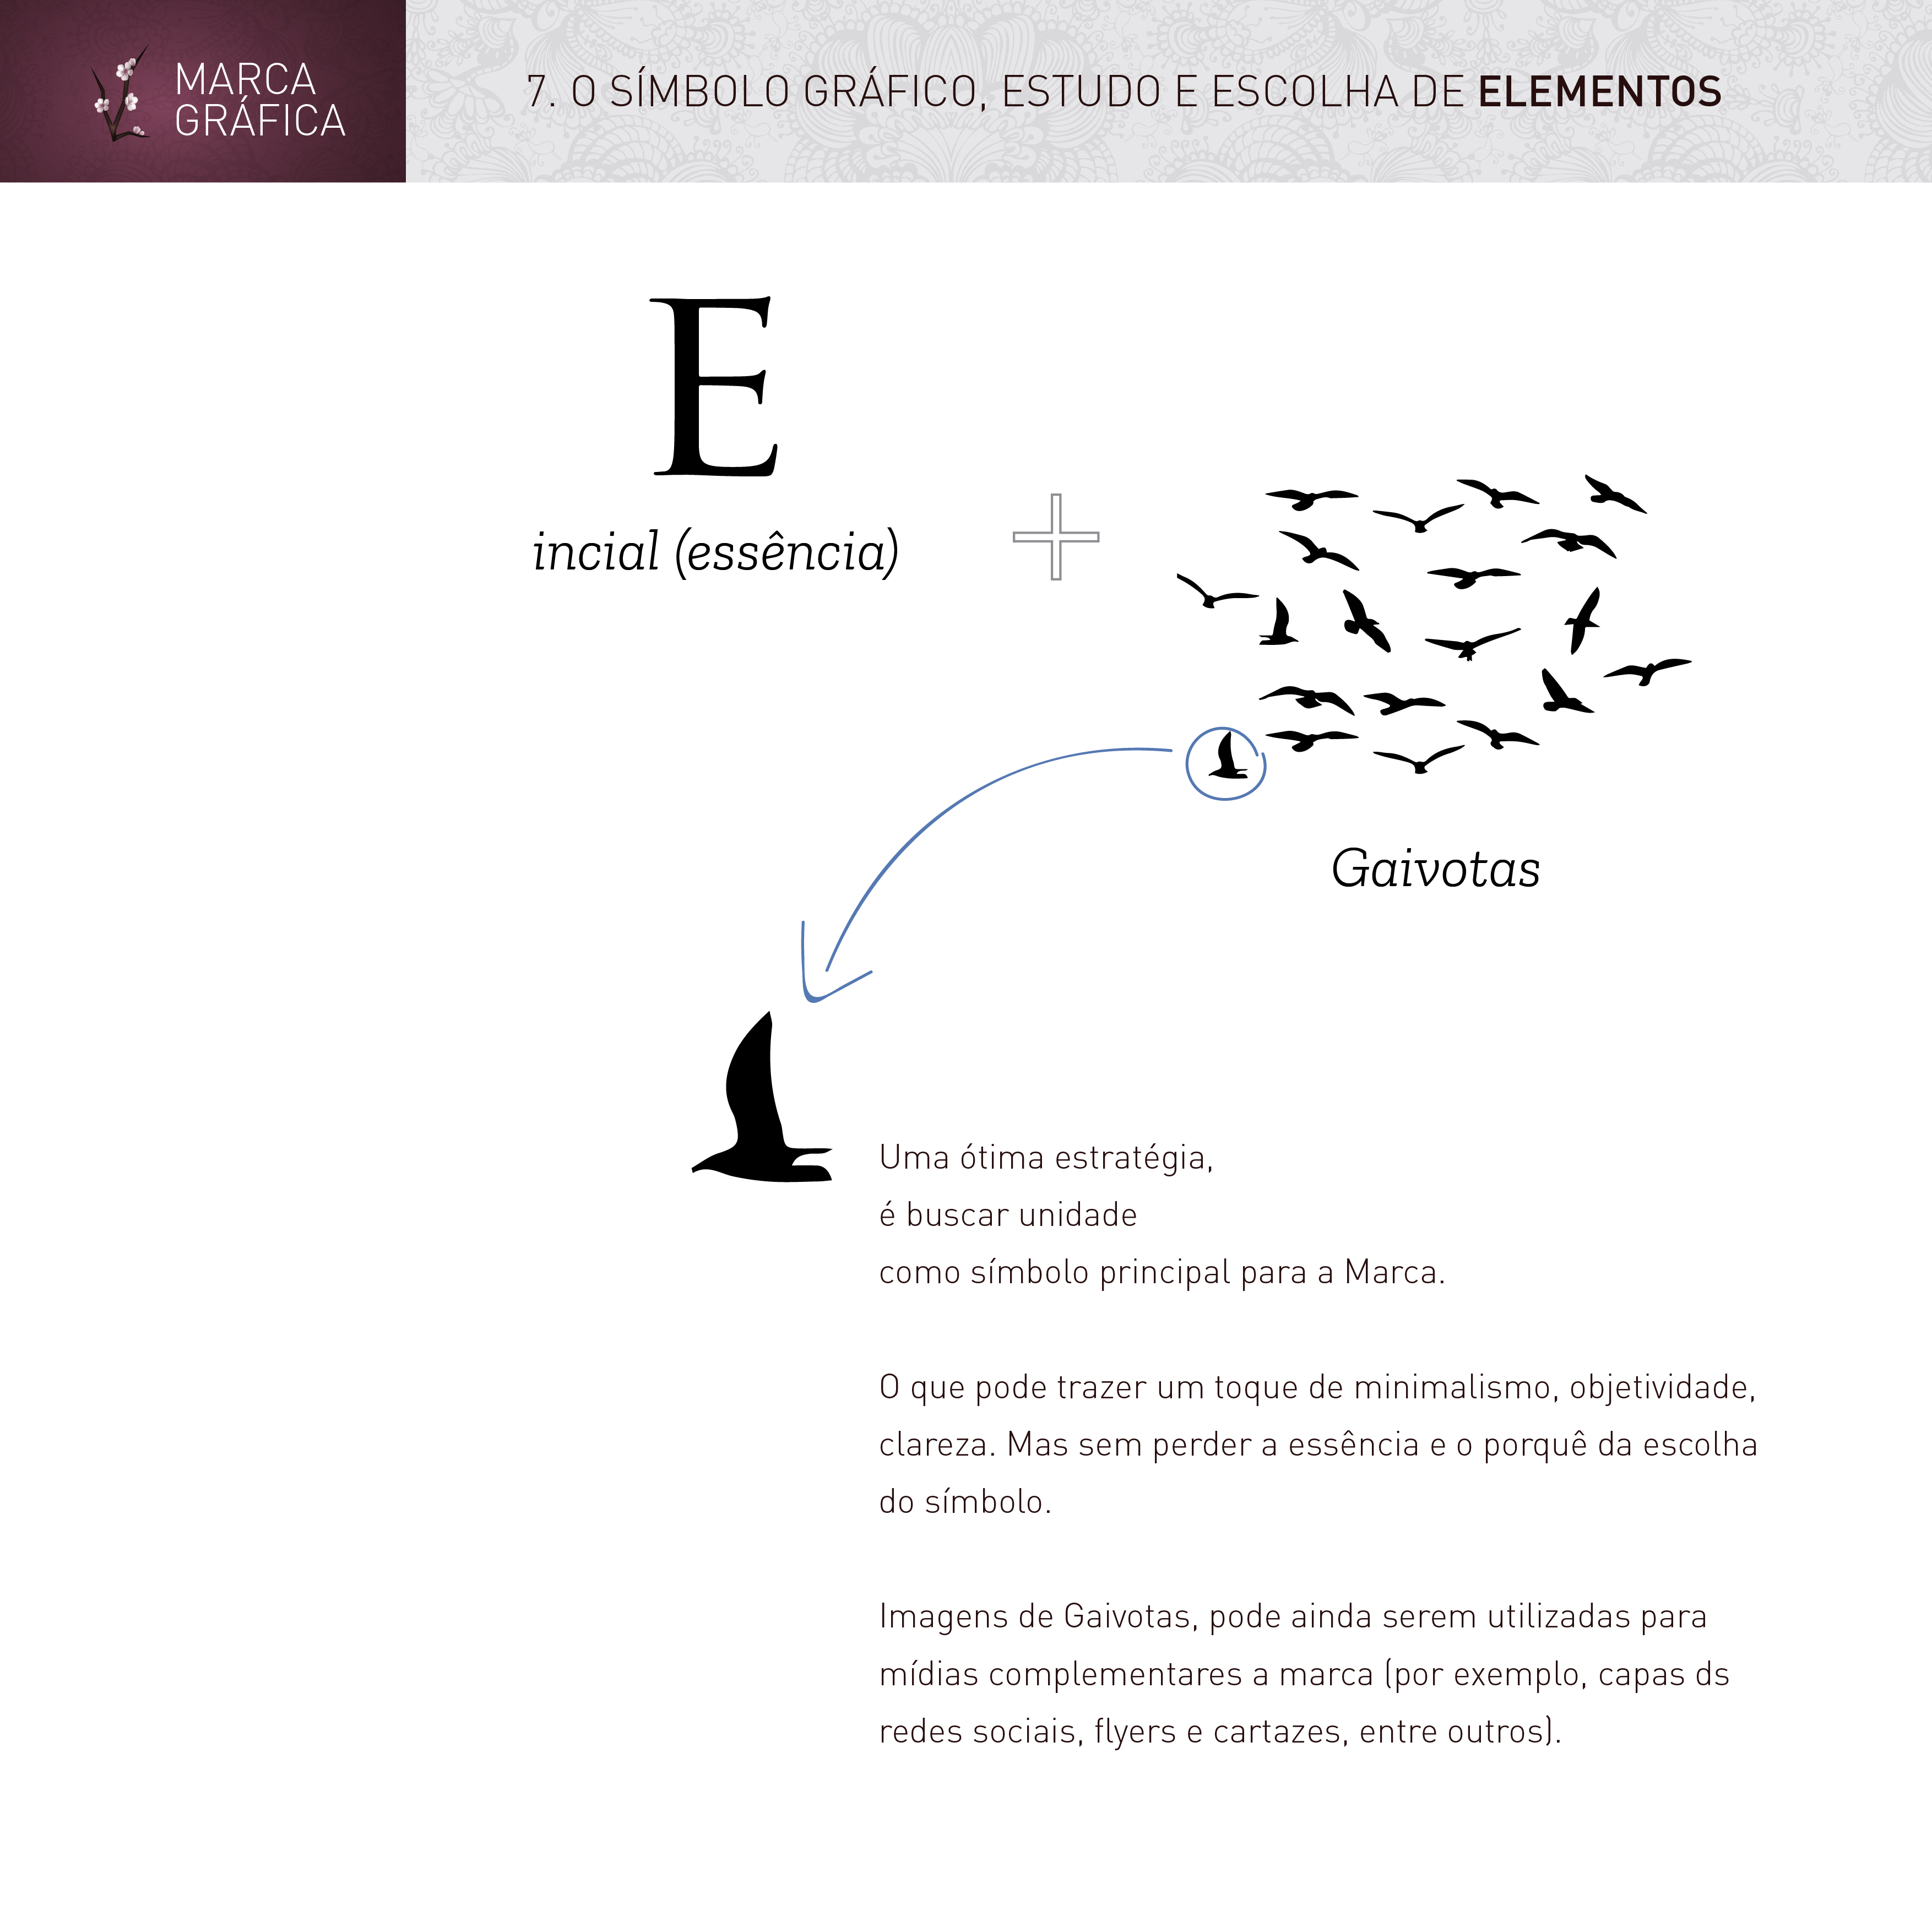 MARCA
GRÁFICA
7. O SÍMBOLO GRÁFICO, ESTUDO E ESCOLHA DE ELEMENTOS
E
incial (essência)
Gaivotas
Uma ótima estratégia,
é buscar unidade
como símbolo principal para a Marca.
O que pode trazer um toque de minimalismo, objetividade,
clareza. Mas sem perder a essência e o porquê da escolha
do símbolo.
Imagens de Gaivotas, pode ainda serem utilizadas para
mídias complementares a marca (por exemplo, capas ds
redes sociais, flyers e cartazes, entre outros).